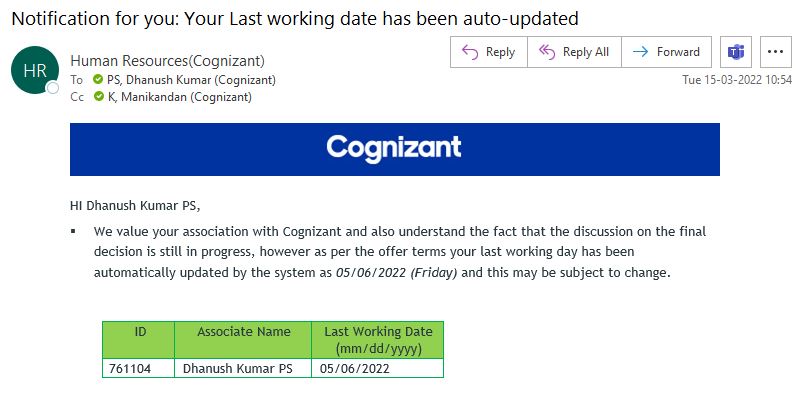 Notification for you: Your Last working date has been auto-updated
HR
Human Resources(Cognizant)
To PS, Dhanush Kumar (Cognizant)
Cc K, Manikandan (Cognizant)
Reply
Reply All
Forward
Tue 15-03-2022 10:54
Cognizant
HI Dhanush Kumar PS,
▪ We value your association with Cognizant and also understand the fact that the discussion on the final
decision is still in progress, however as per the offer terms your last working day has been
automatically updated by the system as 05/06/2022 (Friday) and this may be subject to change.
ID Associate Name Last Working Date
(mm/dd/yyyy)
761104 Dhanush Kumar PS 05/06/2022